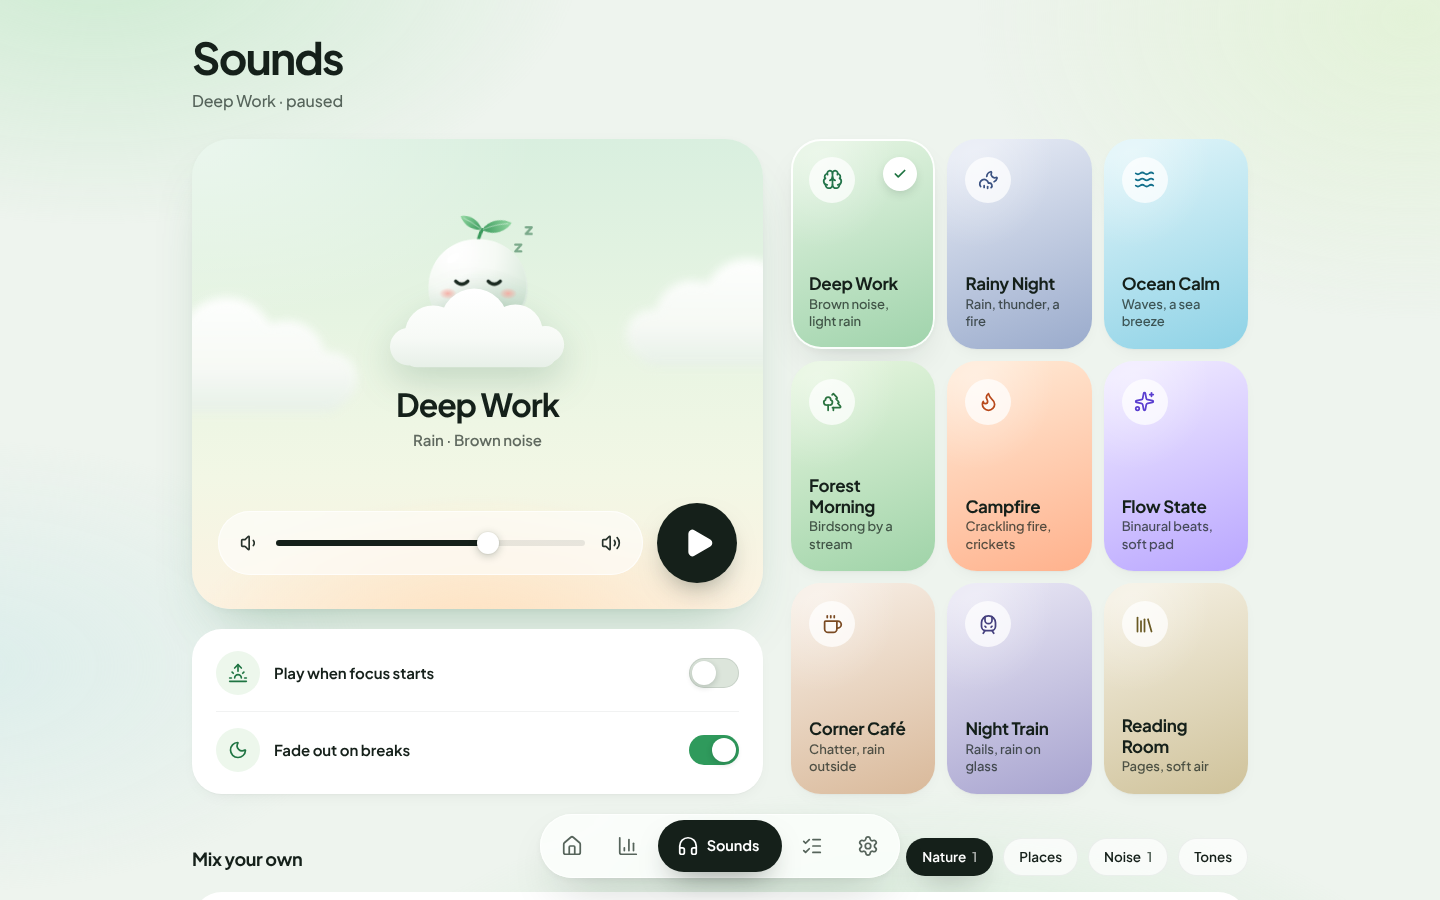 Sounds
Deep Work · paused
z
z
Deep Work
Rain · Brown noise
Play when focus starts
Fade out on breaks
Deep Work
Brown noise,
light rain
Rainy Night
Rain, thunder, a
fire
Ocean Calm
Waves, a sea
breeze
Forest
Morning
Birdsong by a
stream
Campfire
Crackling fire,
crickets
Flow State
Binaural beats,
soft pad
Corner Café
Chatter, rain
outside
Night Train
Rails, rain on
glass
Reading
Room
Pages, soft air
Mix your own
Sounds
Nature 1
Places
Noise 1
Tones